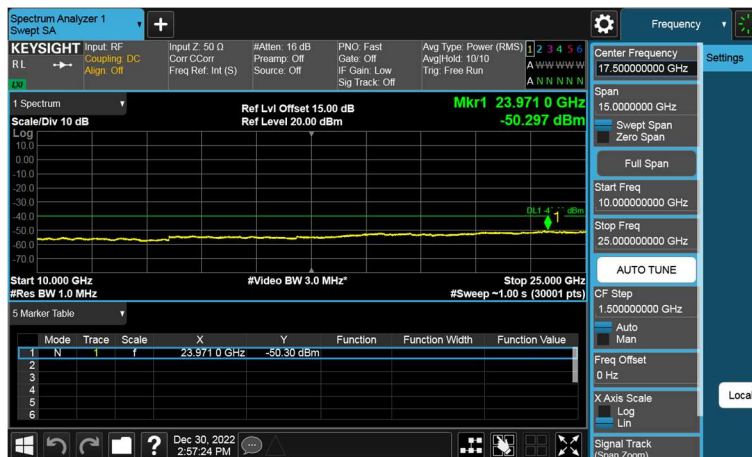 Spectrum Analyzer 1
Swept SA
Frequency
KEYSIGHT
RL
LXI
Input: RF
Coupling: DC
Align: Off
Input Z: 50 Ω
Corr CCorr
Freq Ref: Int (S)
#Atten: 16 dB
Preamp: Off
Source: Off
PNO: Fast
Gate: Off
IF Gain: Low
Sig Track: Off
Avg Type: Power (RMS)
Avg|Hold: 10/10
Trig: Free Run
1 2 3 4 5 6
A W W W W W
A N N N N N
1 Spectrum
Scale/Div 10 dB
Ref Lvl Offset 15.00 dB
Ref Level 20.00 dBm
Mkr1 23.971 0 GHz
-50.297 dBm
Log
10.0
0.00
-10.0
-20.0
-30.0
-40.0
-50.0
-60.0
-70.0
DL1 dBm
1
Start 10.000 GHz
#Res BW 1.0 MHz
#Video BW 3.0 MHz*
Stop 25.000 GHz
#Sweep ~1.00 s (30001 pts)
5 Marker Table
Mode Trace Scale X Y Function Function Width Function Value
1 N 1 f 23.971 0 GHz -50.30 dBm
2
3
4
5
6
Dec 30, 2022
2:57:24 PM
Center Frequency
17.500000000 GHz
Span
15.0000000 GHz
Swept Span
Zero Span
Full Span
Start Freq
10.000000000 GHz
Stop Freq
25.000000000 GHz
AUTO TUNE
CF Step
1.500000000 GHz
Auto
Man
Freq Offset
0 Hz
X Axis Scale
Log
Lin
Signal Track
(Span Zoom)
Settings
Local